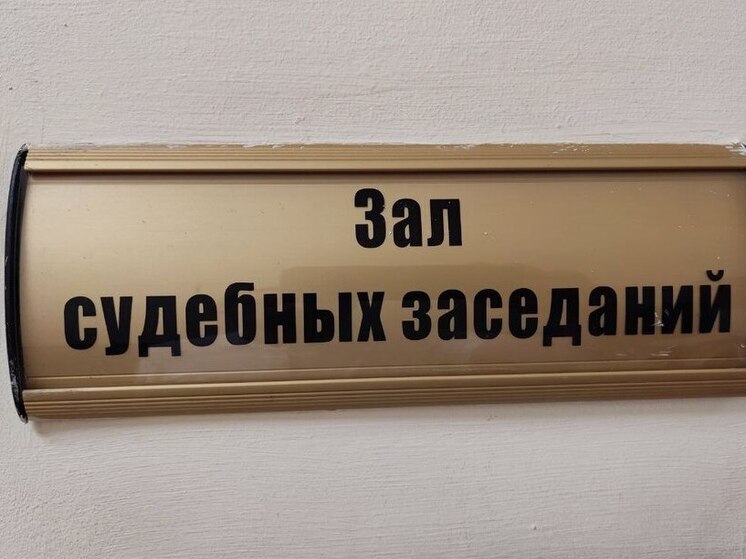 Зал
судебных заседаний